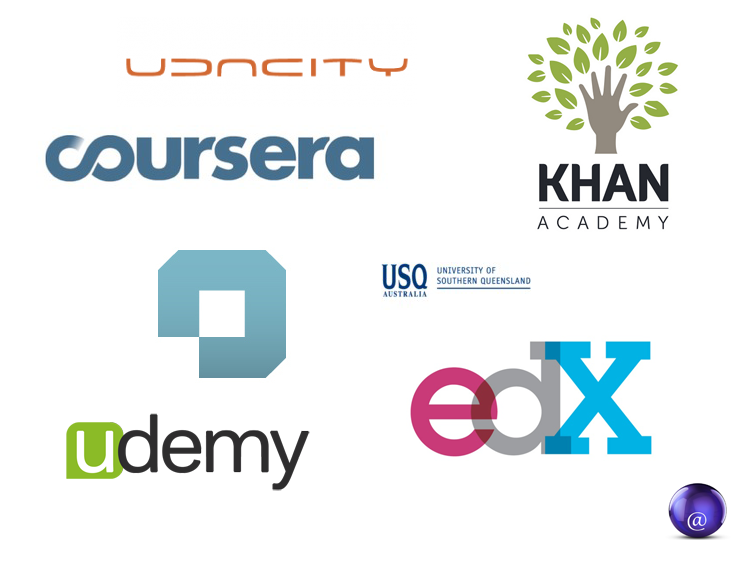 UDACITY
coursera
KHAN
ACADEMY
USQ
AUSTRALIA
UNIVERSITY OF
SOUTHERN QUEENSLAND
edX
udemy
@